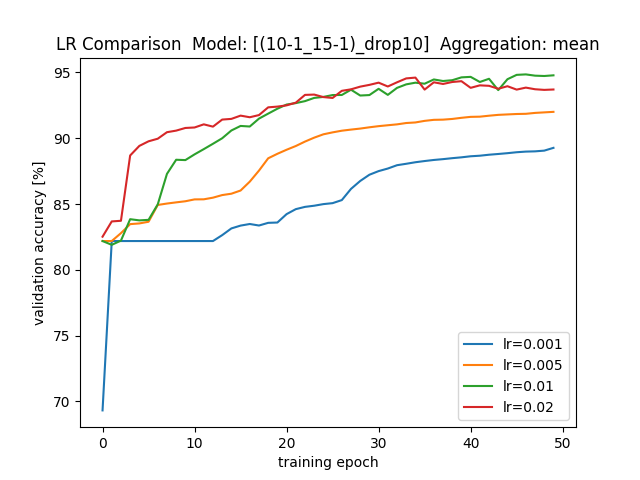 LR Comparison  Model: [(10-1_15-1)_drop10]  Aggregation: mean
validation accuracy [%]
95
90
85
80
75
70
0 10 20 30 40 50
training epoch
lr=0.001
lr=0.005
lr=0.01
lr=0.02